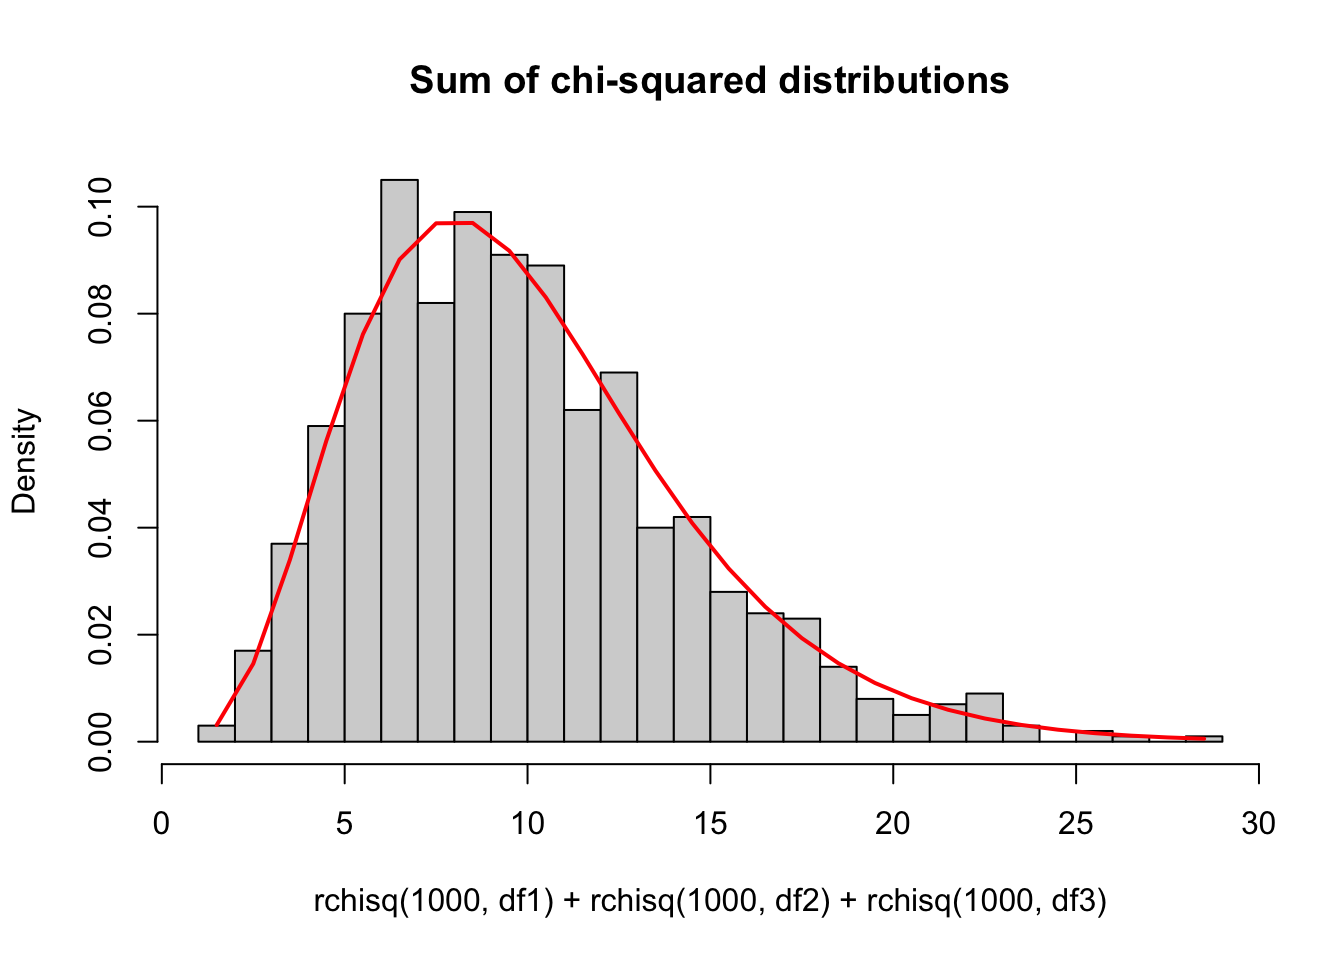 Sum of chi-squared distributions
Density
0.10
0.08
0.06
0.04
0.02
0.00
0 5 10 15 20 25 30
rchisq(1000, df1) + rchisq(1000, df2) + rchisq(1000, df3)